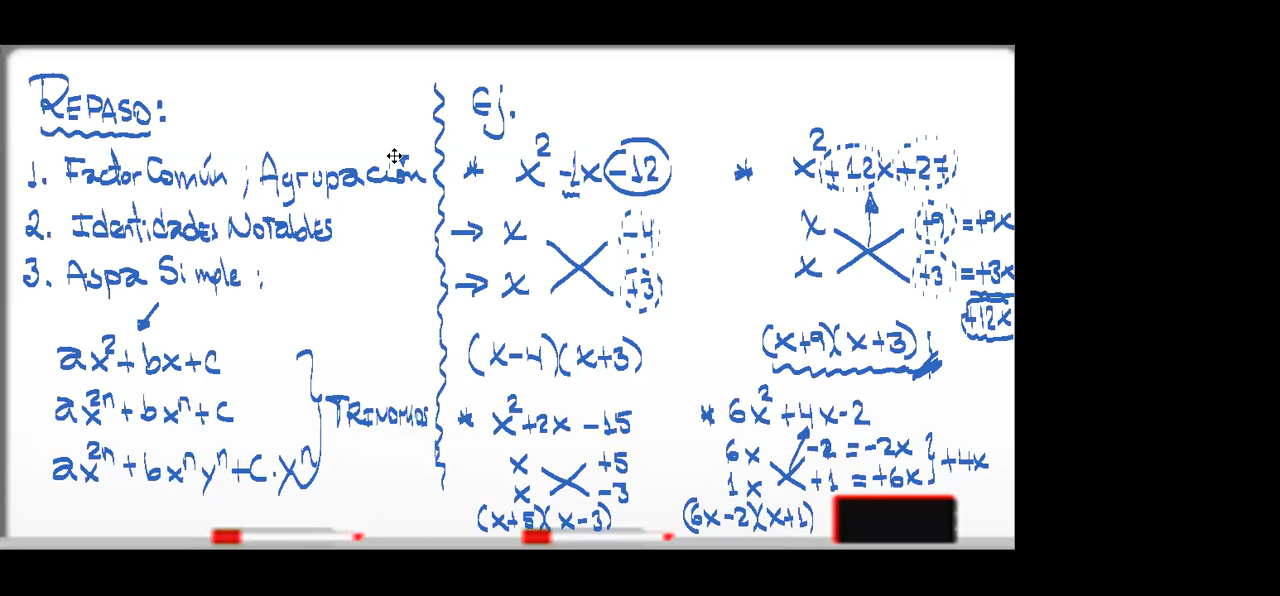 REPASO:
1. Factor Común ; Agrupación
2. Identidades Notables
3. Aspa Simple :
ax² + bx + c
ax²ⁿ + bxⁿ + c
ax²ⁿ + bxⁿyⁿ + c·xⁿ
TRINOMIOS
Ej.
* x² -1x -12
→ x -4
→ x +3
(x-4)(x+3)
* x² +2x -15
x +5
x -3
(x+5)(x-3)
* x² +12x +27
x +9 = +9x
x +3 = +3x
+12x
(x+9)(x+3)
* 6x² +4x -2
6x -2 = -2x
1x +1 = +6x
+4x
(6x-2)(x+1)